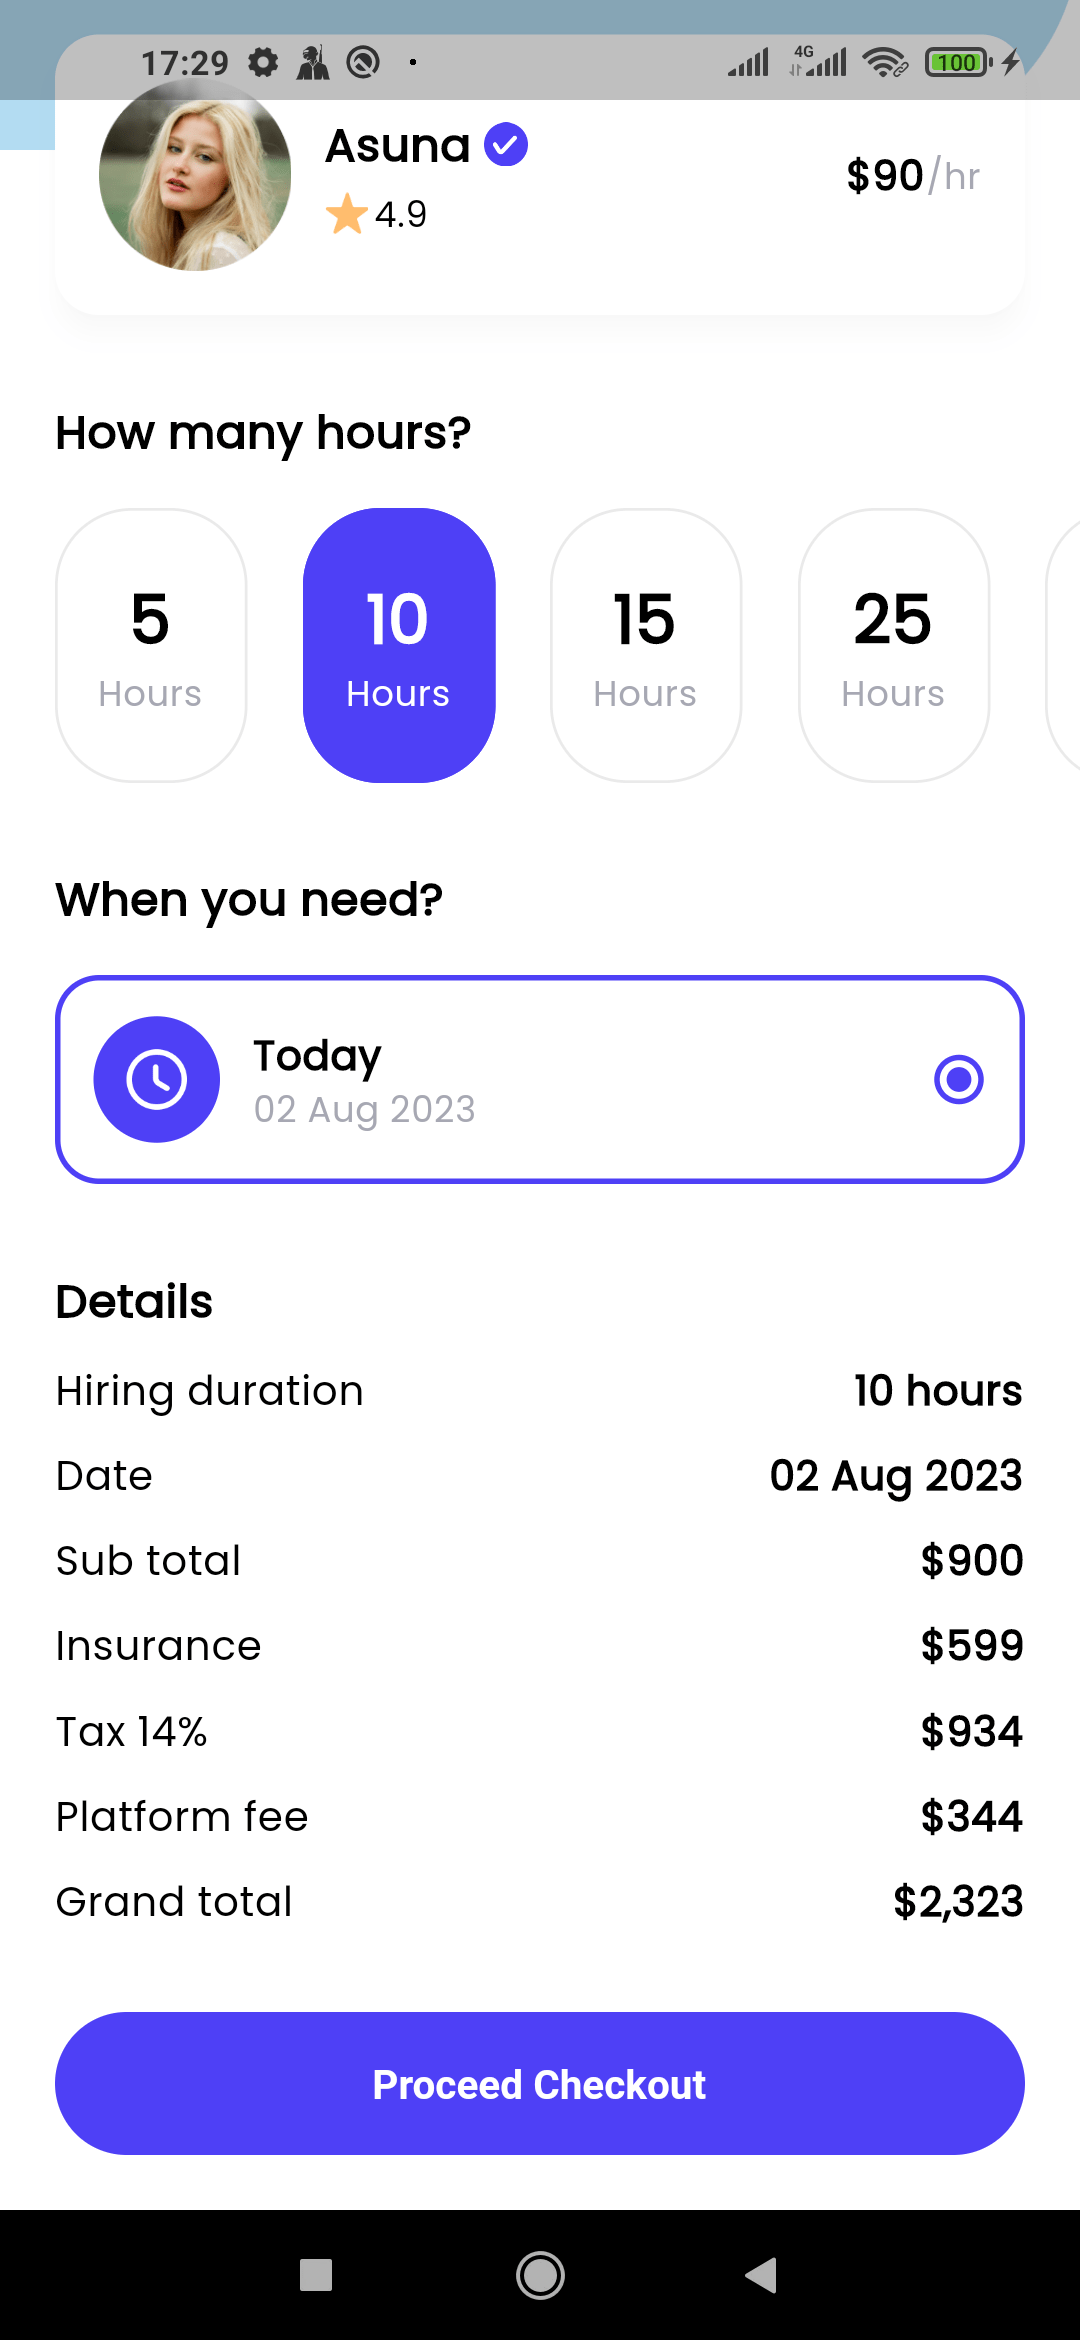 17:29 4G 100
Asuna
$90/hr
4.9
How many hours?
5 10 15 25
Hours Hours Hours Hours
When you need?
Today
02 Aug 2023
Details
Hiring duration 10 hours
Date 02 Aug 2023
Sub total $900
Insurance $599
Tax 14% $934
Platform fee $344
Grand total $2,323
Proceed Checkout